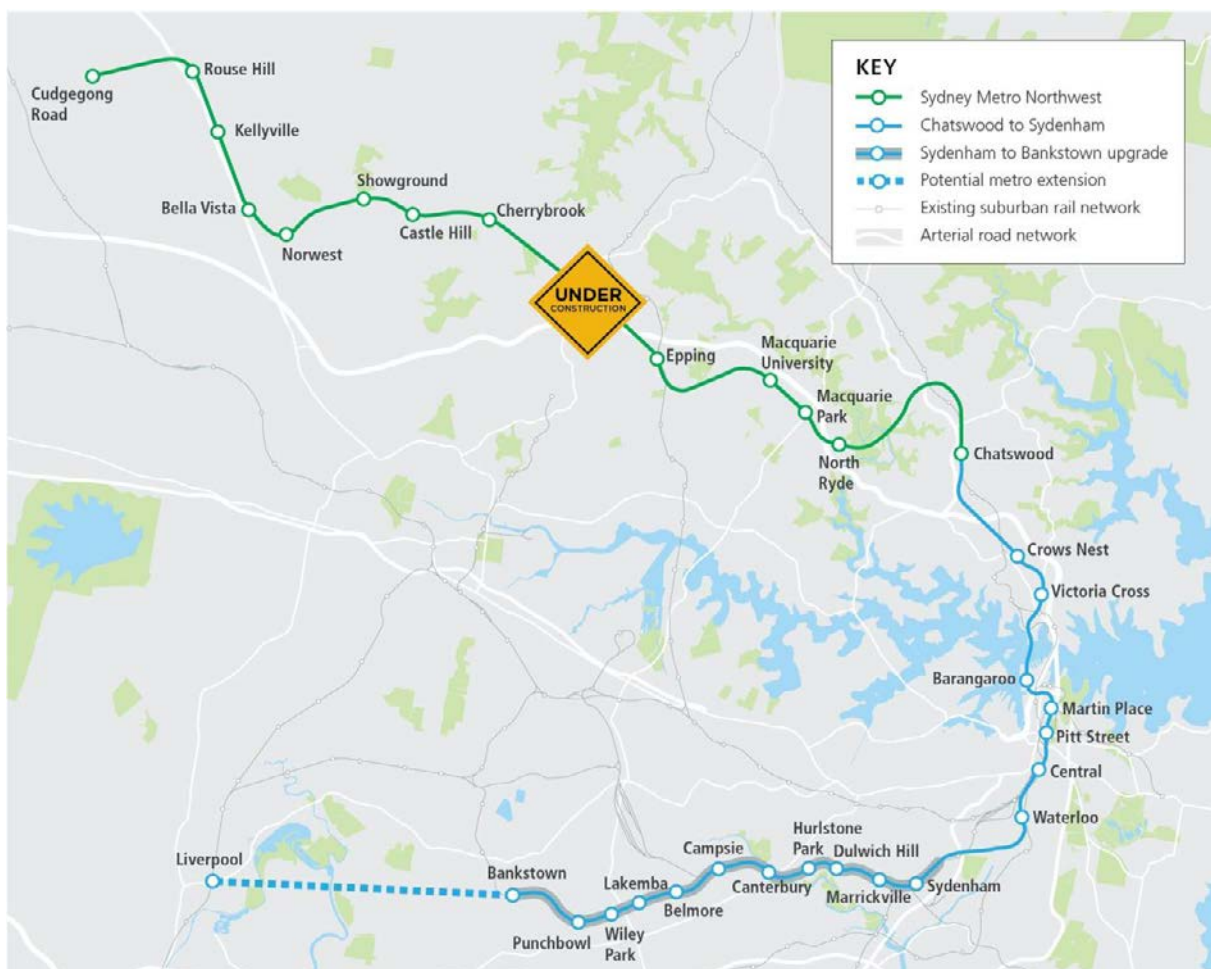 KEY
Sydney Metro Northwest
Chatswood to Sydenham
Sydenham to Bankstown upgrade
Potential metro extension
Existing suburban rail network
Arterial road network
Cudgegong
Road
Rouse Hill
Kellyville
Bella Vista
Norwest
Showground
Castle Hill
Cherrybrook
UNDER
CONSTRUCTION
Epping
Macquarie
University
Macquarie
Park
North
Ryde
Chatswood
Crows Nest
Victoria Cross
Barangaroo
Martin Place
Pitt Street
Central
Waterloo
Sydenham
Marrickville
Dulwich Hill
Hurlstone
Park
Canterbury
Campsie
Belmore
Lakemba
Wiley
Park
Punchbowl
Bankstown
Liverpool